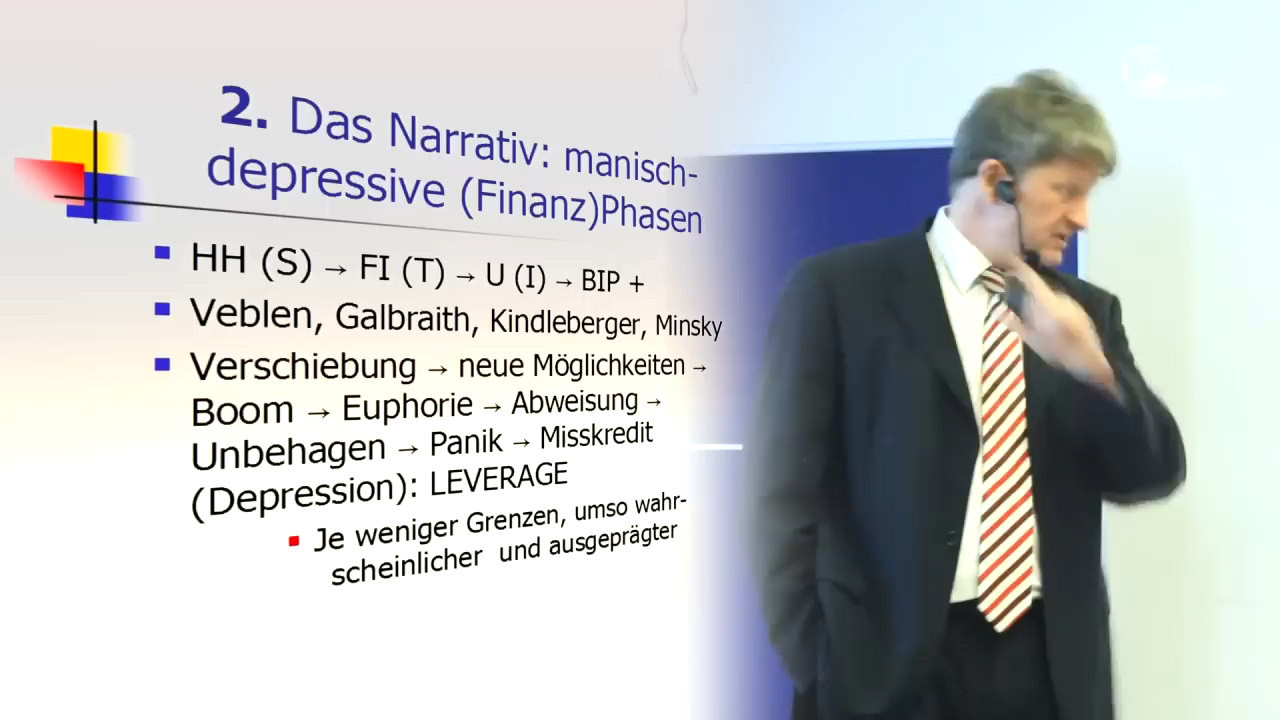 2. Das Narrativ: manisch-
depressive (Finanz)Phasen
HH (S) → FI (T) → U (I) → BIP +
Veblen, Galbraith, Kindleberger, Minsky
Verschiebung → neue Möglichkeiten →
Boom → Euphorie → Abweisung →
Unbehagen → Panik → Misskredit
(Depression): LEVERAGE
Je weniger Grenzen, umso wahr-
scheinlicher und ausgeprägter